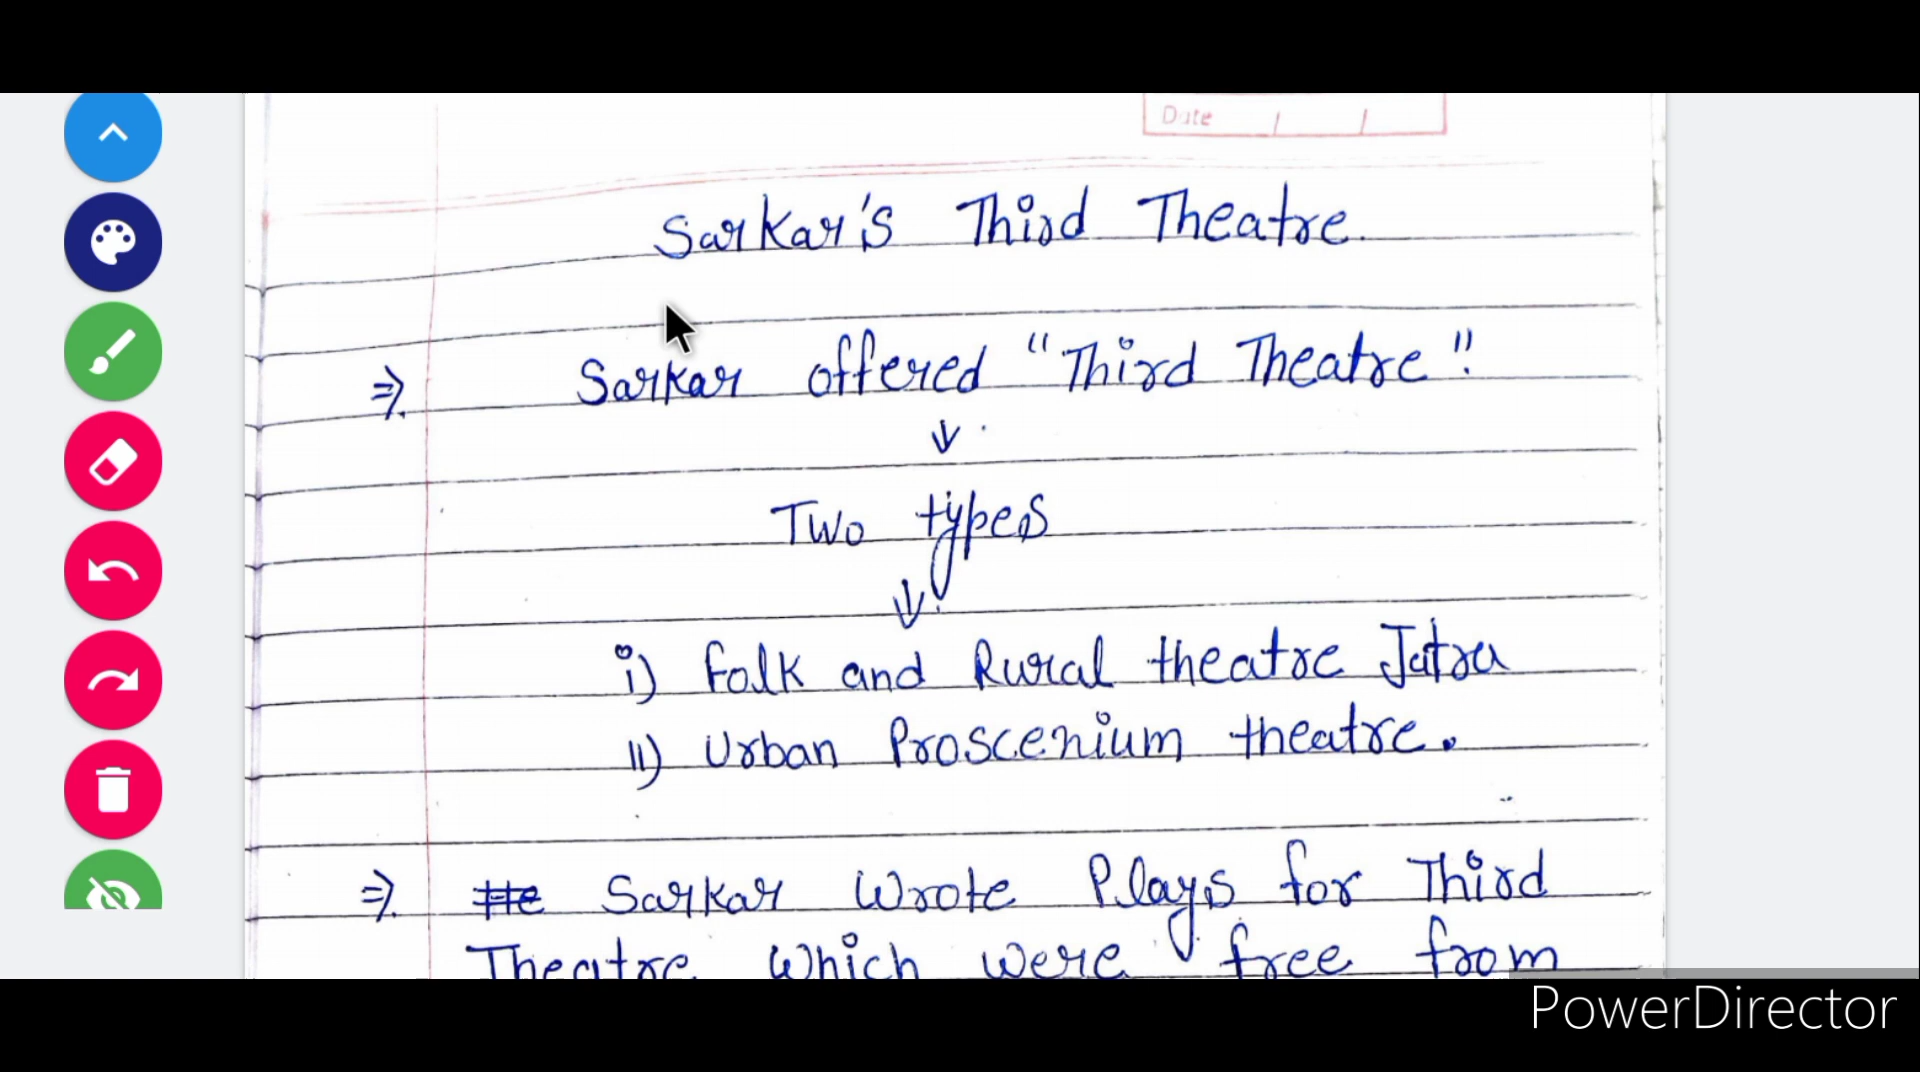 Date
Sarkar's Third Theatre.
⇒. Sarkar offered "Third Theatre".
↓
Two types
↓
i) Folk and Rural theatre Jatra
II) Urban Proscenium theatre.
⇒. He Sarkar Wrote Plays for Third
Theatre which were free from
PowerDirector